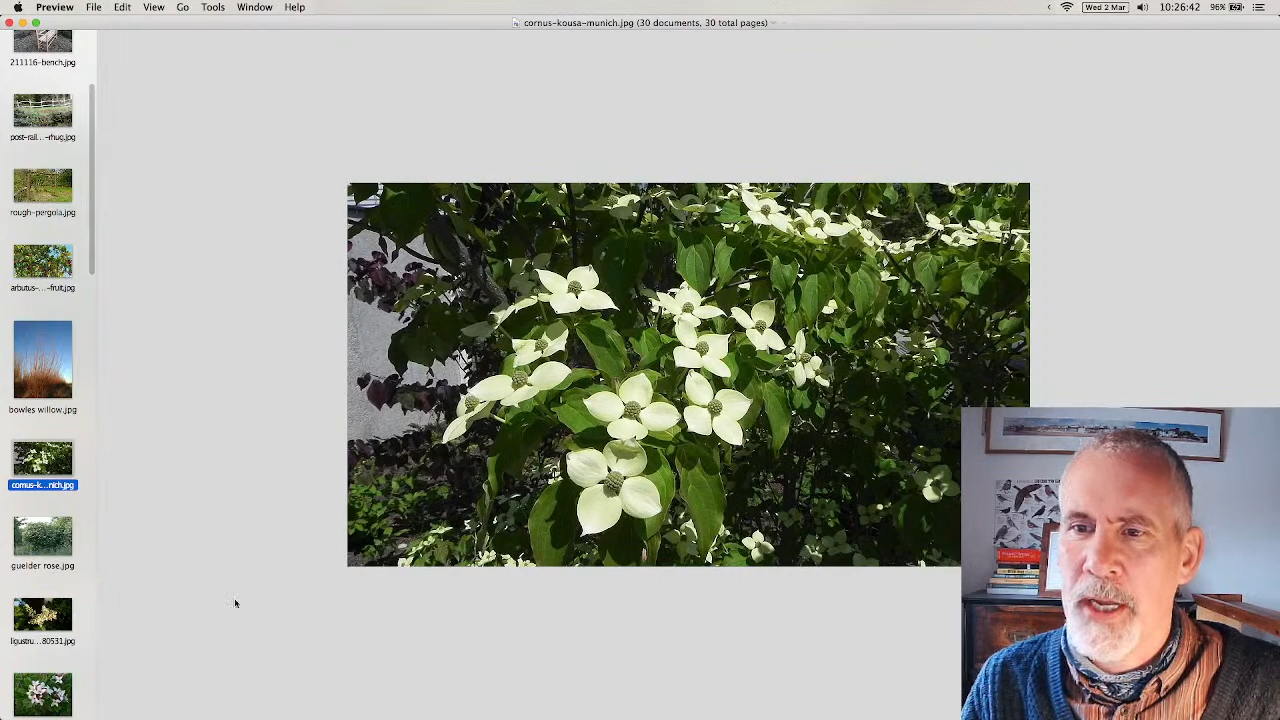 Preview File Edit View Go Tools Window Help
Wed 2 Mar 10:26:42 96%
cornus-kousa-munich.jpg (30 documents, 30 total pages)
211116-bench.jpg
post-rail...-rhug.jpg
rough-pergola.jpg
arbutus-...-fruit.jpg
bowles willow.jpg
cornus-k...nich.jpg
guelder rose.jpg
ligustru...80531.jpg